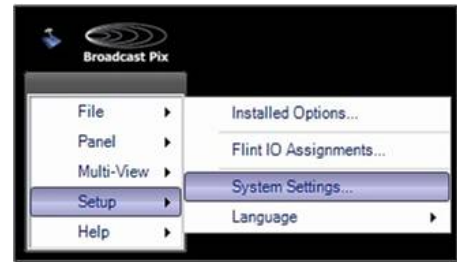 Broadcast Pix
File
Panel
Multi-View
Setup
Help
Installed Options...
Flint IO Assignments...
System Settings...
Language